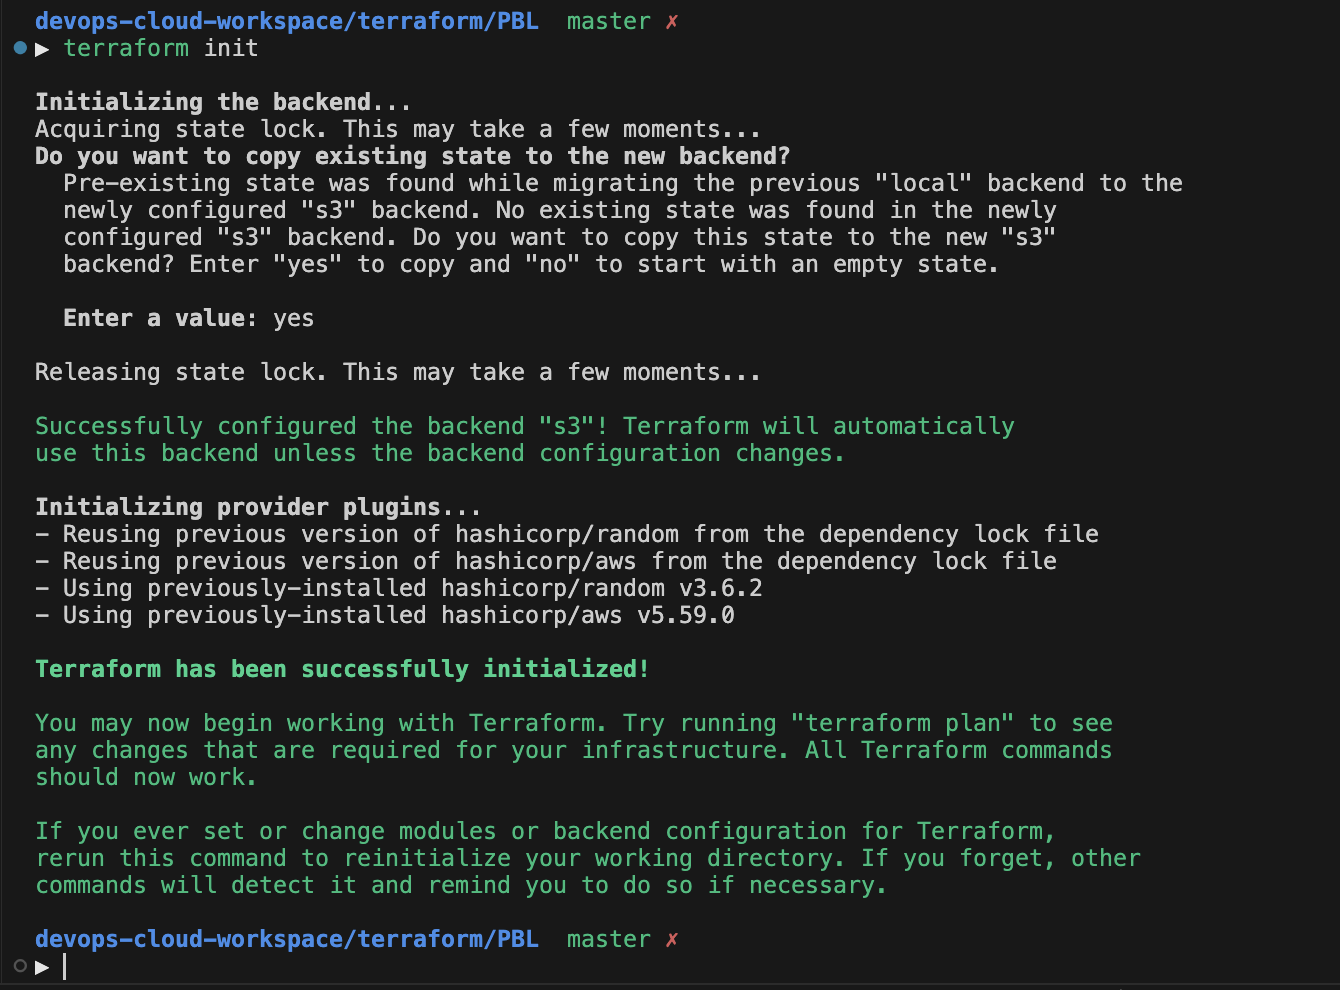 devops-cloud-workspace/terraform/PBL master ✗
▶ terraform init
Initializing the backend...
Acquiring state lock. This may take a few moments...
Do you want to copy existing state to the new backend?
Pre-existing state was found while migrating the previous "local" backend to the
newly configured "s3" backend. No existing state was found in the newly
configured "s3" backend. Do you want to copy this state to the new "s3"
backend? Enter "yes" to copy and "no" to start with an empty state.
Enter a value: yes
Releasing state lock. This may take a few moments...
Successfully configured the backend "s3"! Terraform will automatically
use this backend unless the backend configuration changes.
Initializing provider plugins...
- Reusing previous version of hashicorp/random from the dependency lock file
- Reusing previous version of hashicorp/aws from the dependency lock file
- Using previously-installed hashicorp/random v3.6.2
- Using previously-installed hashicorp/aws v5.59.0
Terraform has been successfully initialized!
You may now begin working with Terraform. Try running "terraform plan" to see
any changes that are required for your infrastructure. All Terraform commands
should now work.
If you ever set or change modules or backend configuration for Terraform,
rerun this command to reinitialize your working directory. If you forget, other
commands will detect it and remind you to do so if necessary.
devops-cloud-workspace/terraform/PBL master ✗
▶